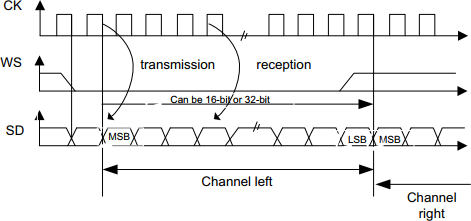 CK
WS
transmission
reception
Can be 16-bit or 32-bit
SD
MSB
LSB
MSB
Channel left
Channel
right